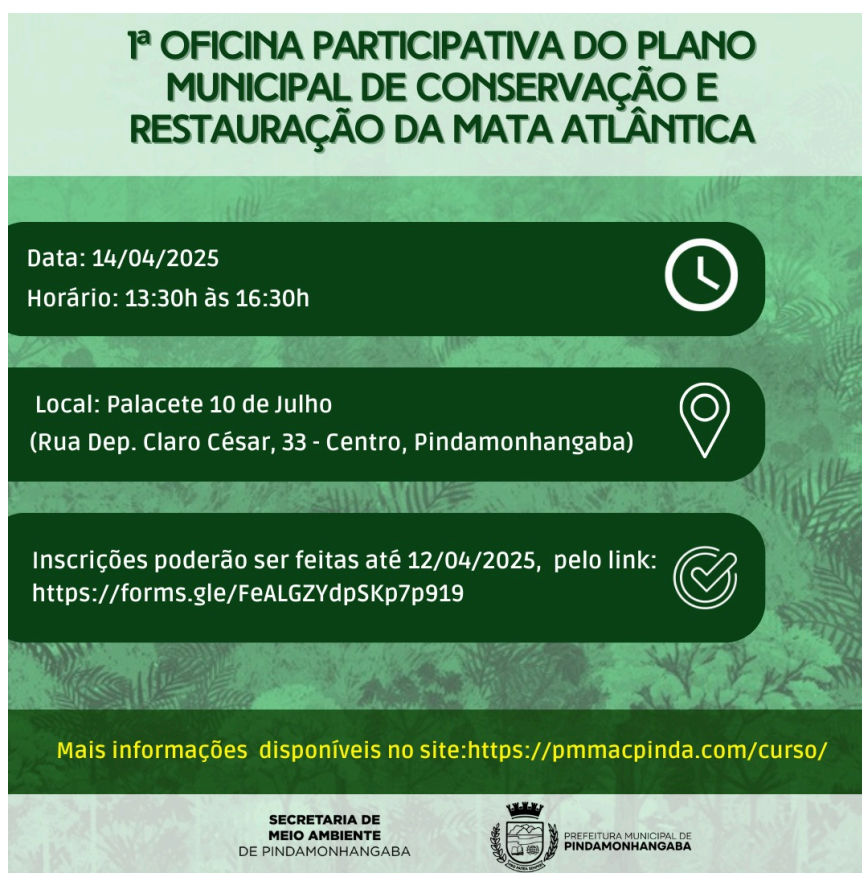 1ª OFICINA PARTICIPATIVA DO PLANO
MUNICIPAL DE CONSERVAÇÃO E
RESTAURAÇÃO DA MATA ATLÂNTICA
Data: 14/04/2025
Horário: 13:30h às 16:30h
Local: Palacete 10 de Julho
(Rua Dep. Claro César, 33 - Centro, Pindamonhangaba)
Inscrições poderão ser feitas até 12/04/2025, pelo link:
https://forms.gle/FeALGZYdpSKp7p919
Mais informações disponíveis no site:https://pmmacpinda.com/curso/
SECRETARIA DE
MEIO AMBIENTE
DE PINDAMONHANGABA
PREFEITURA MUNICIPAL DE
PINDAMONHANGABA